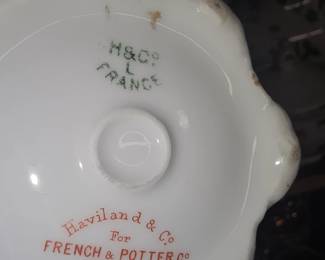 H&Co
L
FRANCE
Haviland & Co.
For
FRENCH & POTTER Co